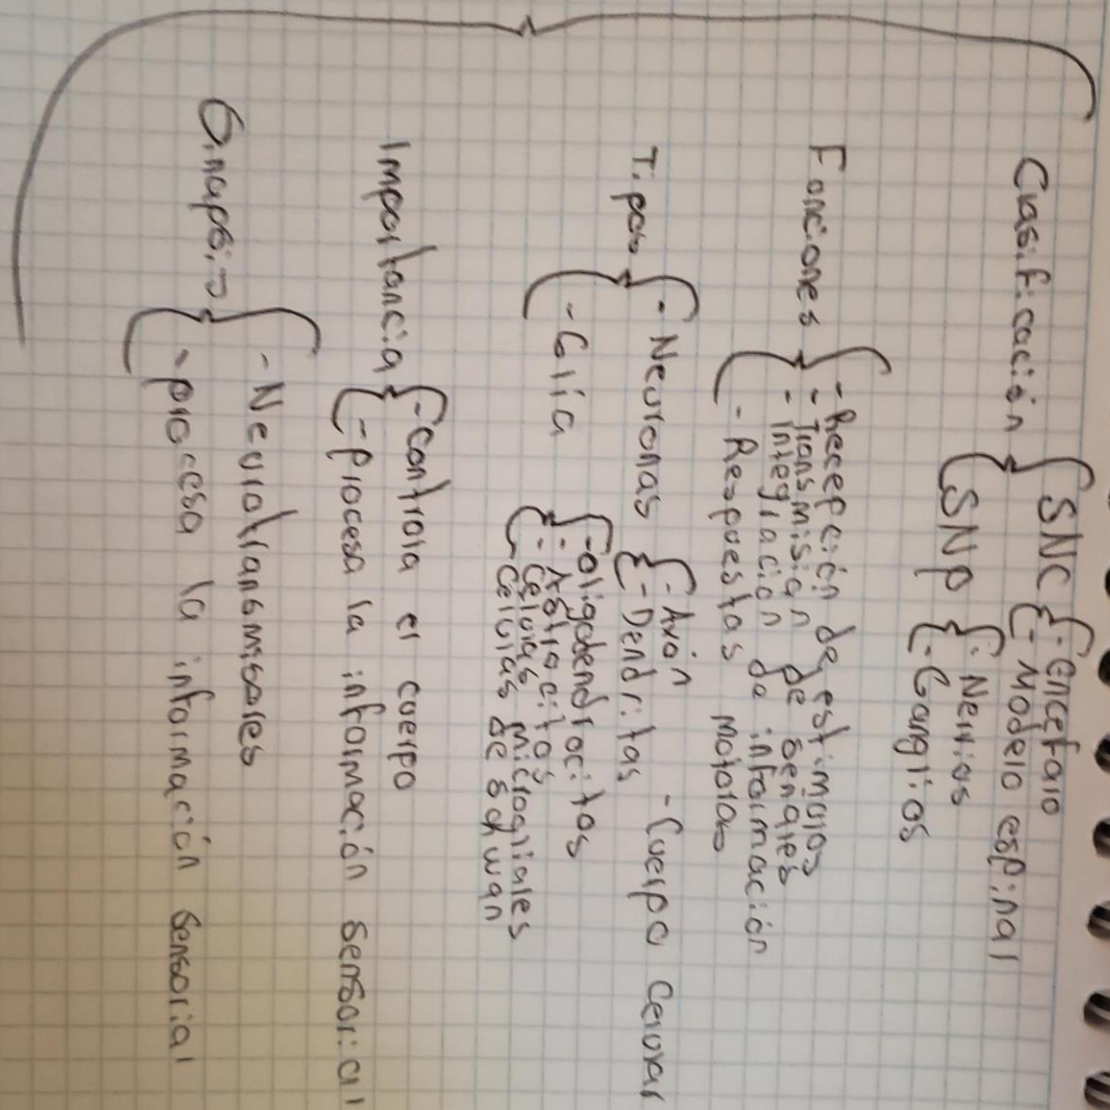 Clasificación
SNC
- encefalo
- Modelo espinal
SNP
- Nervios
- Ganglios
Funciones
- Recepción de estimulos
- Transmisión de señales
- Integración de información
- Respuestas motoras
Tipos
- Neuronas
- Axón
- Dendritas
- Cuerpo celular
- Glia
- oligodendrocitos
- Astrocitos
- celulas microgliales
- celulas de schwan
Importancia
- controla el cuerpo
- procesa la información sensorial
Sinapsis
- Neurotransmisores
- procesa la información sensorial